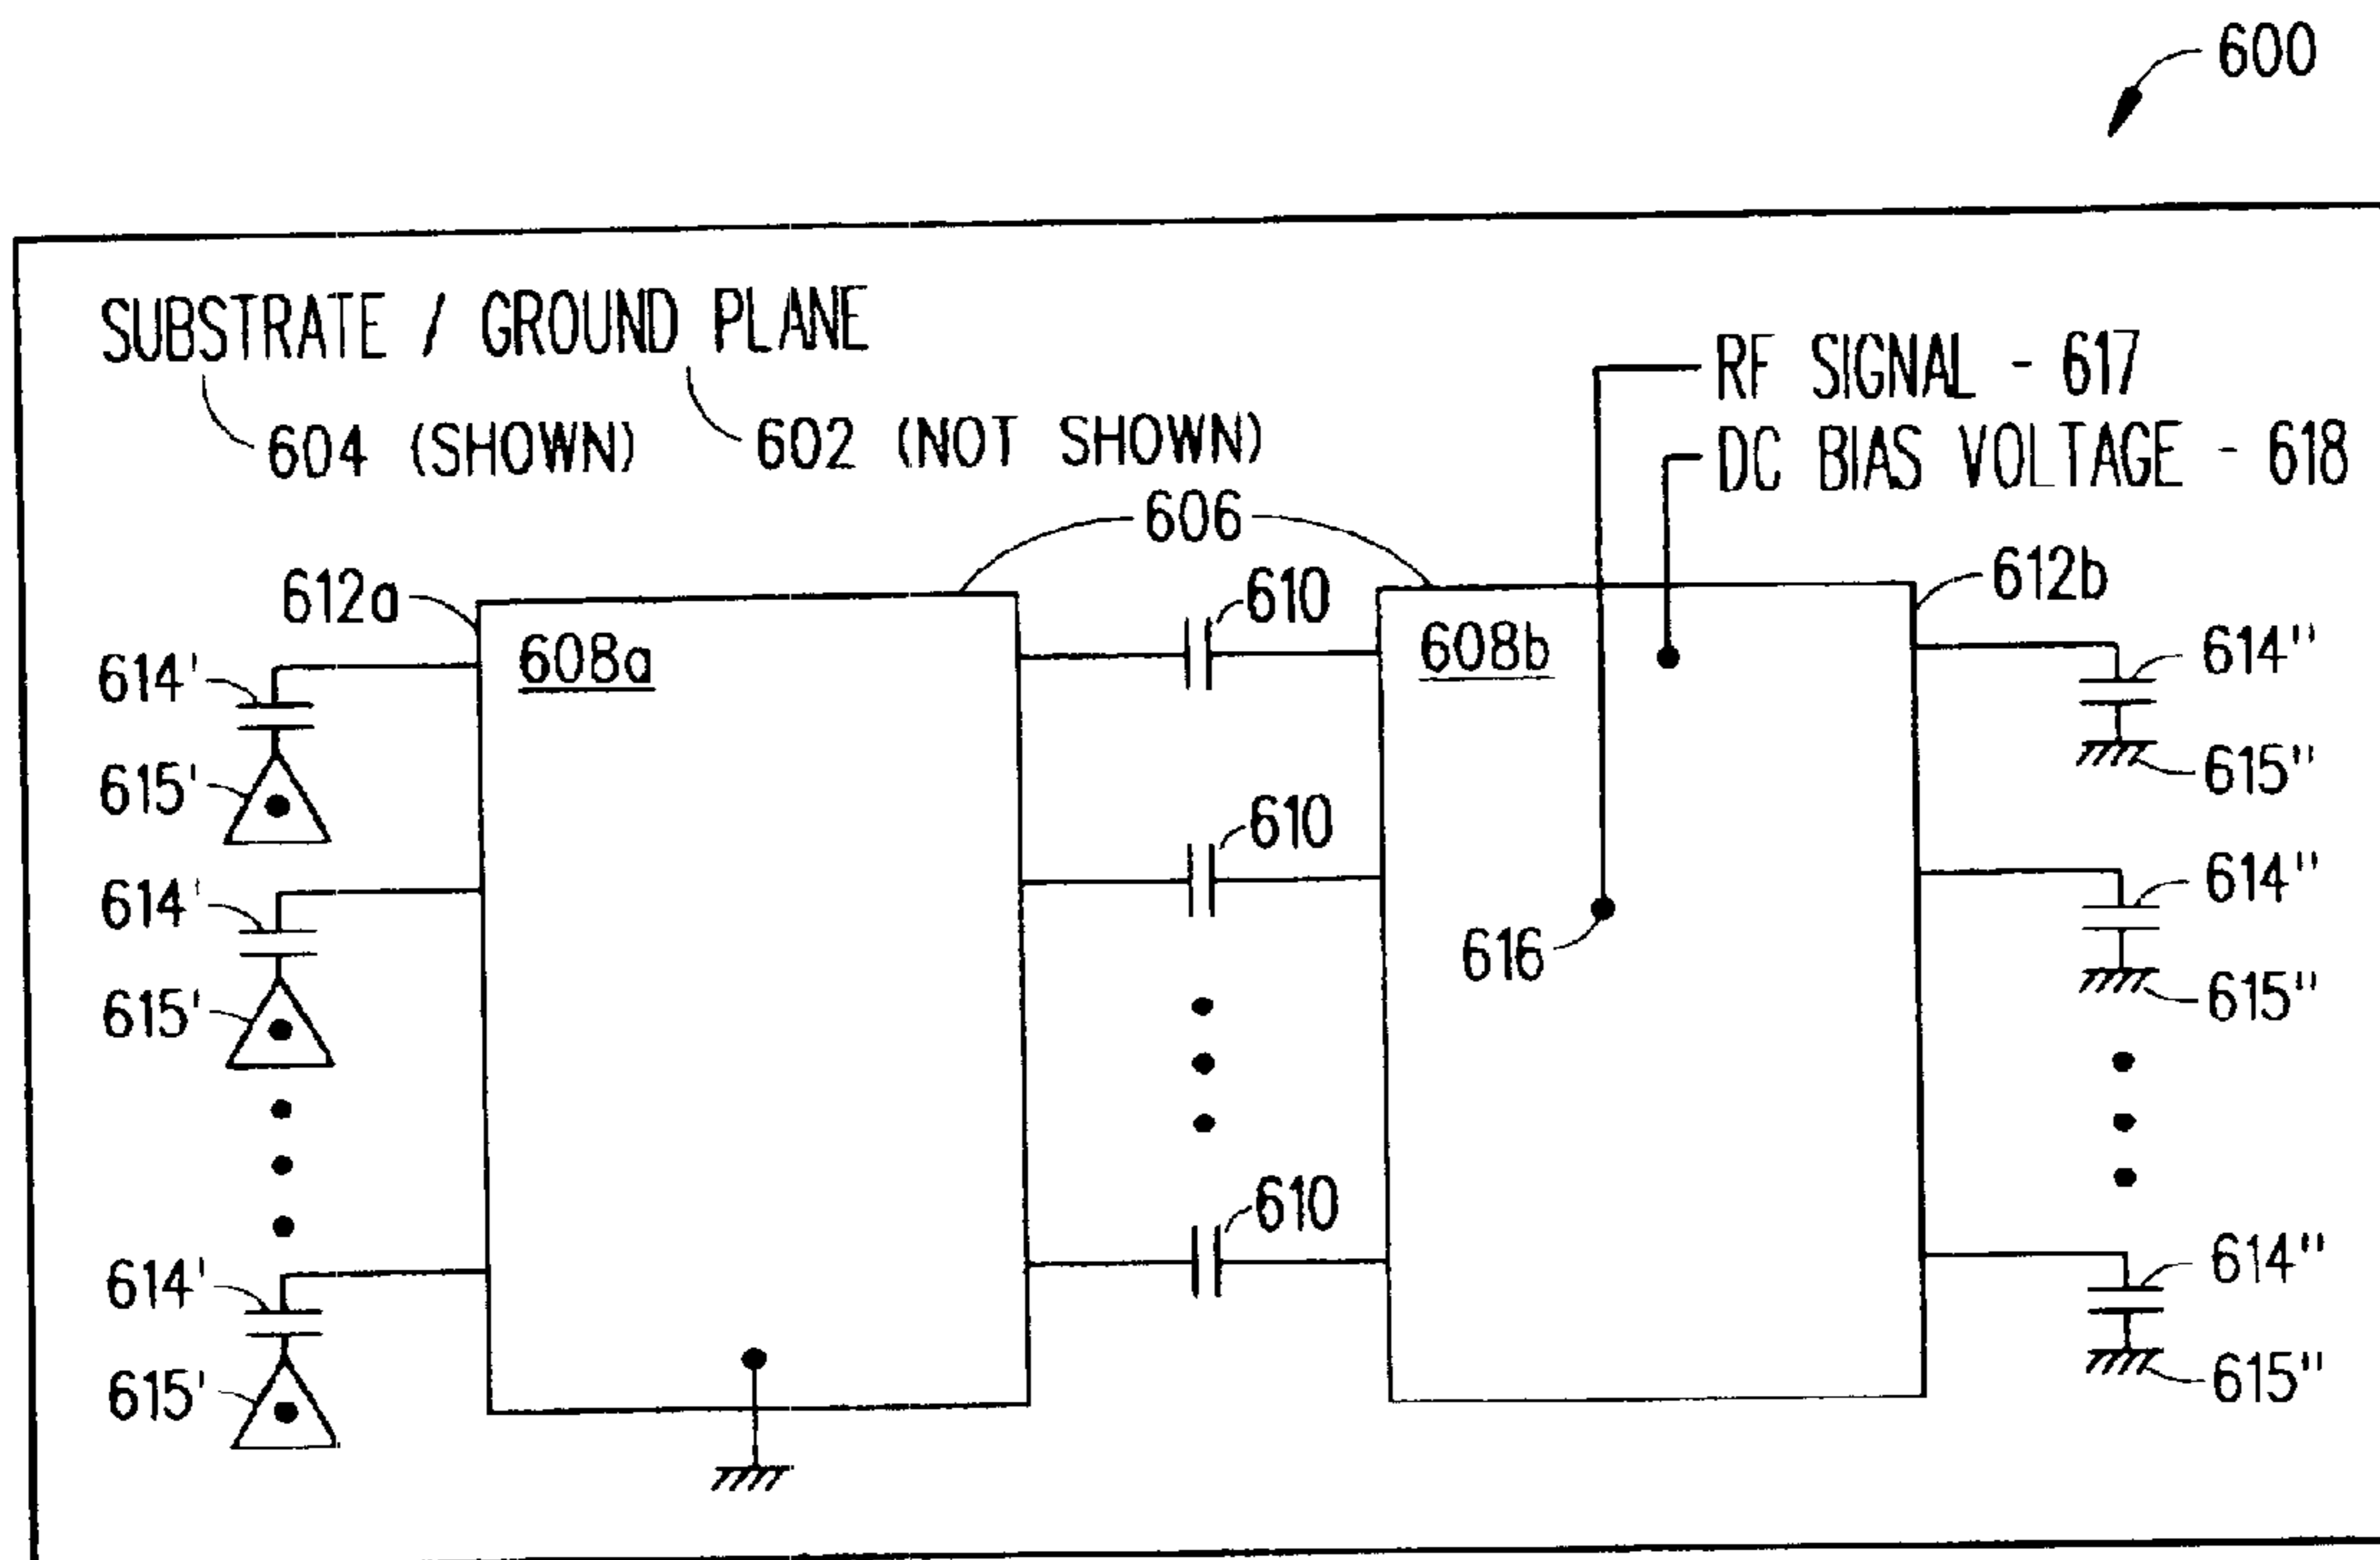 600
SUBSTRATE / GROUND PLANE
604 (SHOWN) 602 (NOT SHOWN)
RF SIGNAL - 617
DC BIAS VOLTAGE - 618
606
612a 610 612b
608a 608b
614' 614"
615' 615"
610
614' 614"
616
615' 615"
610
614' 614"
615' 615"